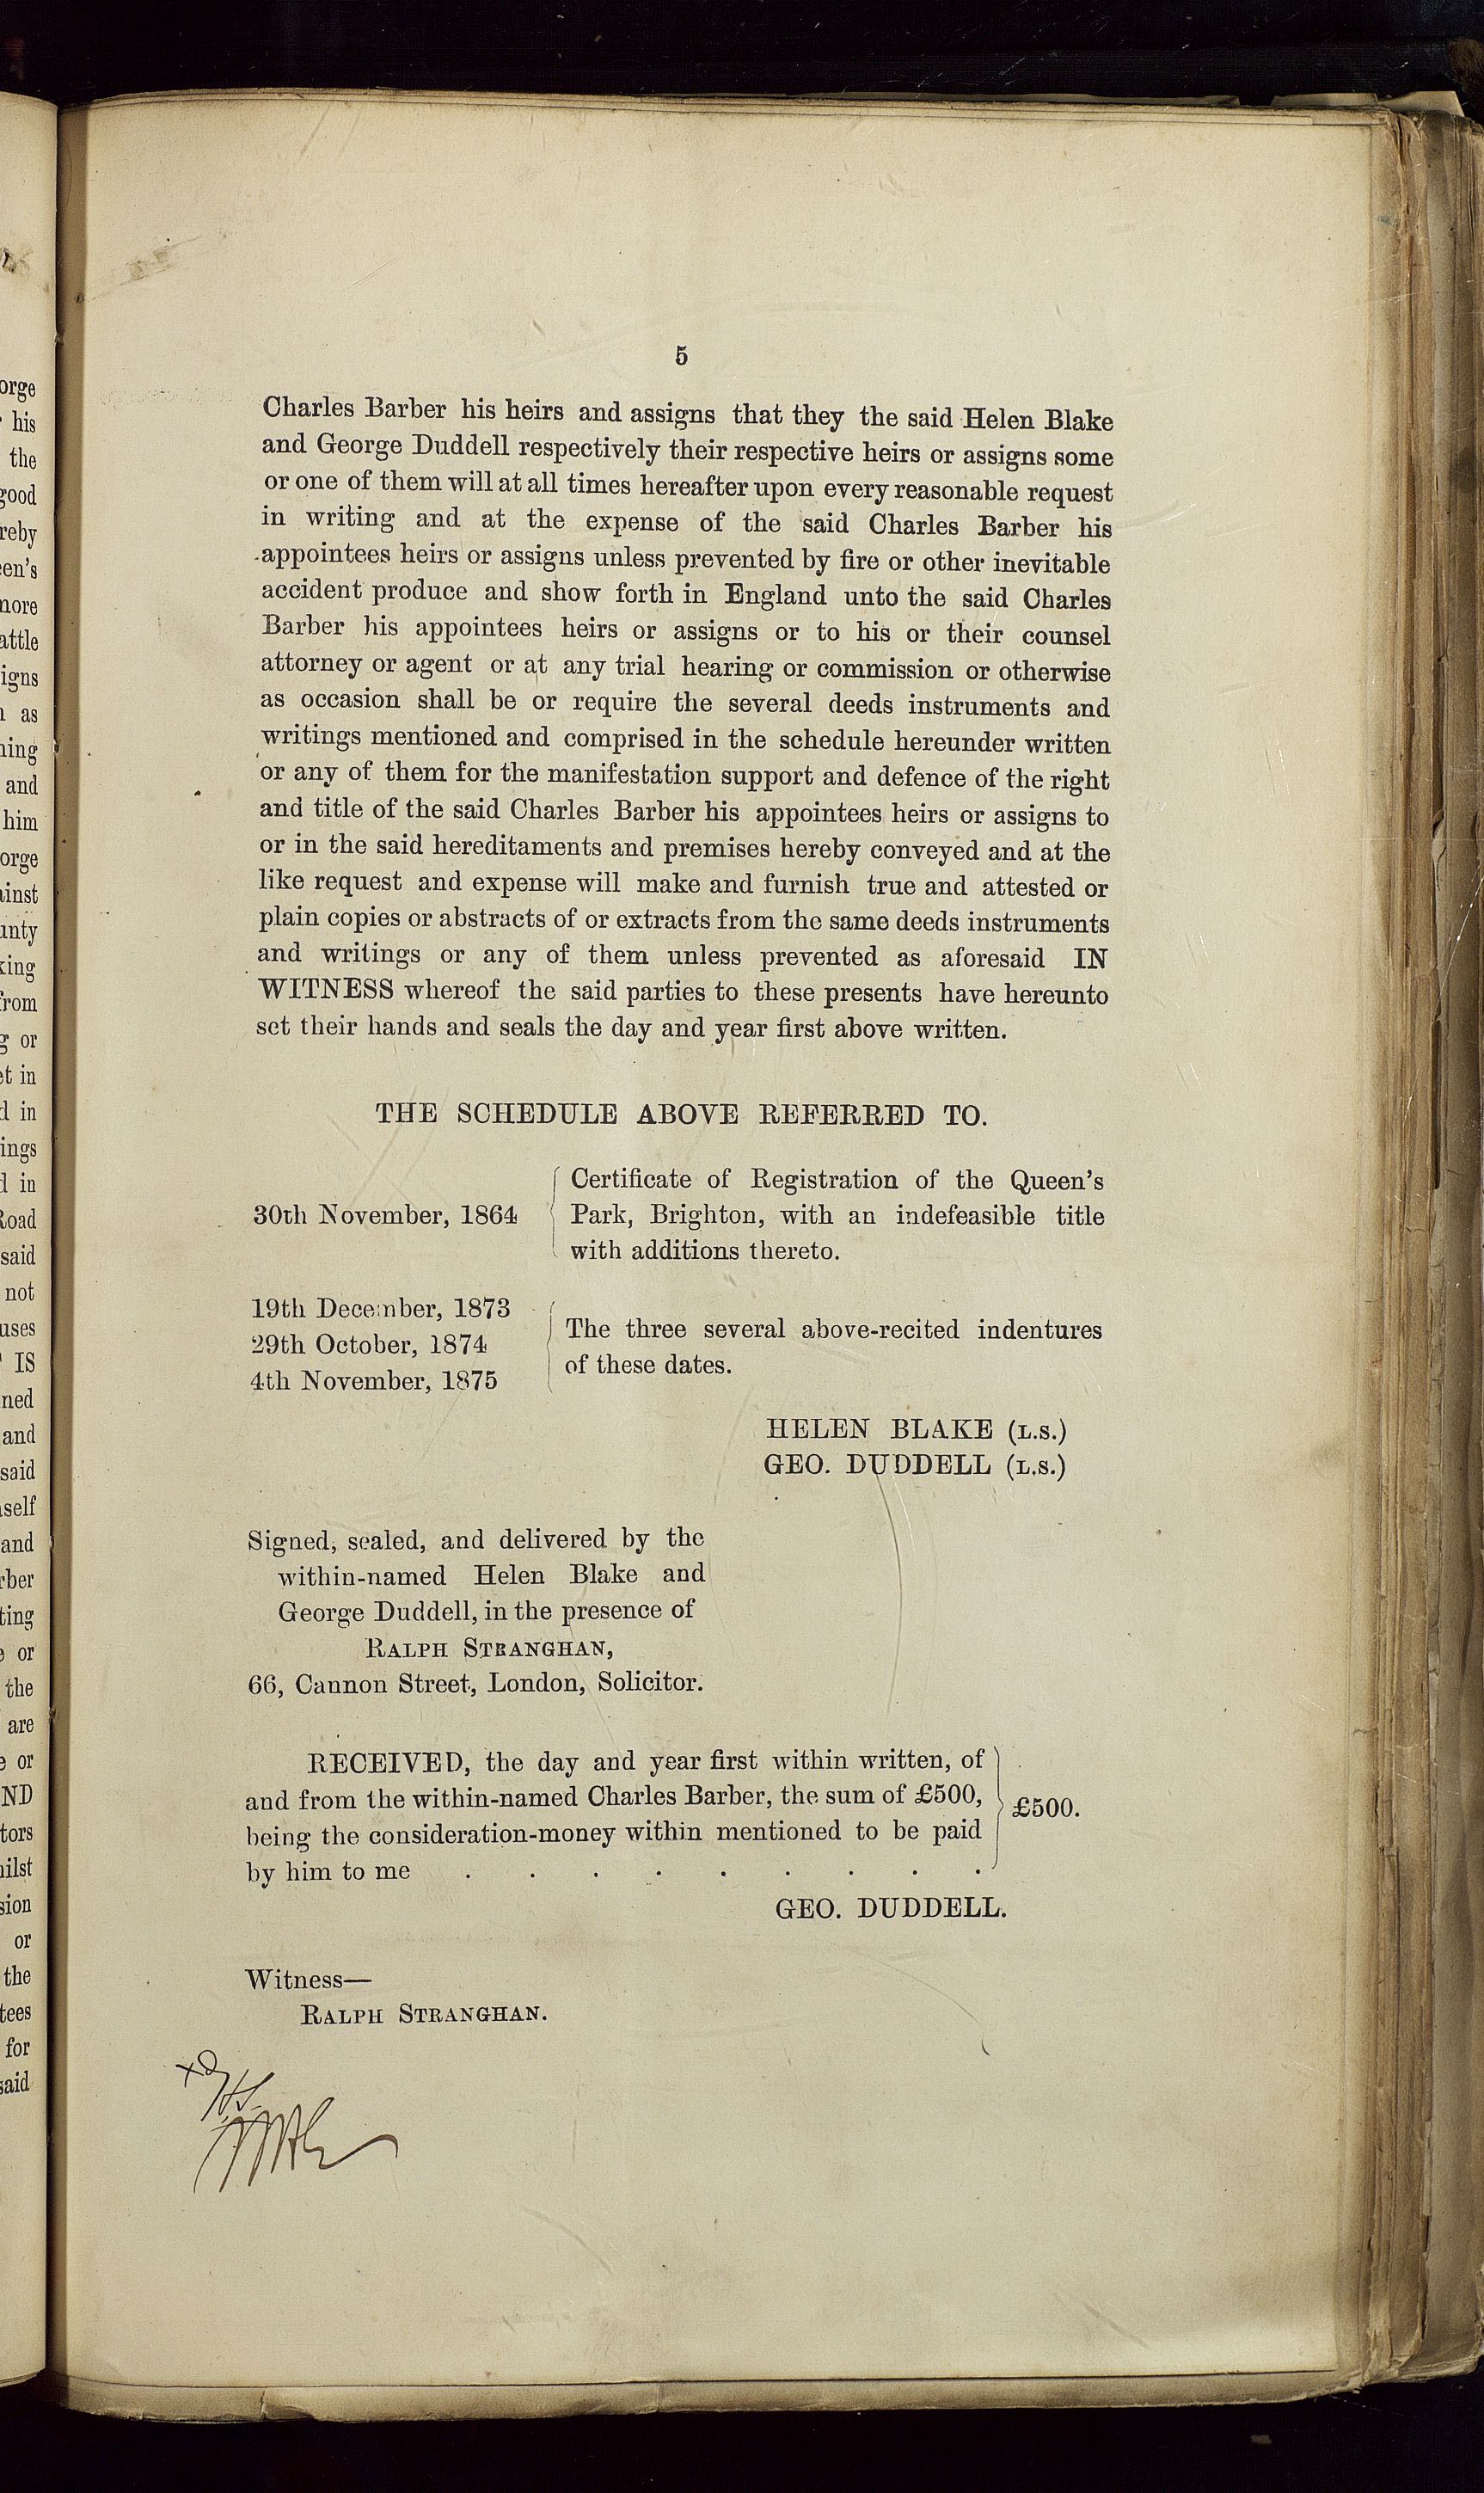 5
Charles Barber his heirs and assigns that they the said Helen Blake
and George Duddell respectively their respective heirs or assigns some
or one of them will at all times hereafter upon every reasonable request
in writing and at the expense of the said Charles Barber his
appointees heirs or assigns unless prevented by fire or other inevitable
accident produce and show forth in England unto the said Charles
Barber his appointees heirs or assigns or to his or their counsel
attorney or agent or at any trial hearing or commission or otherwise
as occasion shall be or require the several deeds instruments and
writings mentioned and comprised in the schedule hereunder written
or any of them for the manifestation support and defence of the right
and title of the said Charles Barber his appointees heirs or assigns to
or in the said hereditaments and premises hereby conveyed and at the
like request and expense will make and furnish true and attested or
plain copies or abstracts of or extracts from the same deeds instruments
and writings or any of them unless prevented as aforesaid IN
WITNESS whereof the said parties to these presents have hereunto
set their hands and seals the day and year first above written.
THE SCHEDULE ABOVE REFERRED TO.
30th November, 1864
Certificate of Registration of the Queen's
Park, Brighton, with an indefeasible title
with additions thereto.
19th December, 1873
29th October, 1874
4th November, 1875
The three several above-recited indentures
of these dates.
HELEN BLAKE (L.S.)
GEO. DUDDELL (L.S.)
Signed, sealed, and delivered by the
within-named Helen Blake and
George Duddell, in the presence of
RALPH STRANGHAN,
66, Cannon Street, London, Solicitor.
RECEIVED, the day and year first within written, of
and from the within-named Charles Barber, the sum of £500,
being the consideration-money within mentioned to be paid
by him to me . . . . . . . . .
£500.
GEO. DUDDELL.
Witness—
RALPH STRANGHAN.